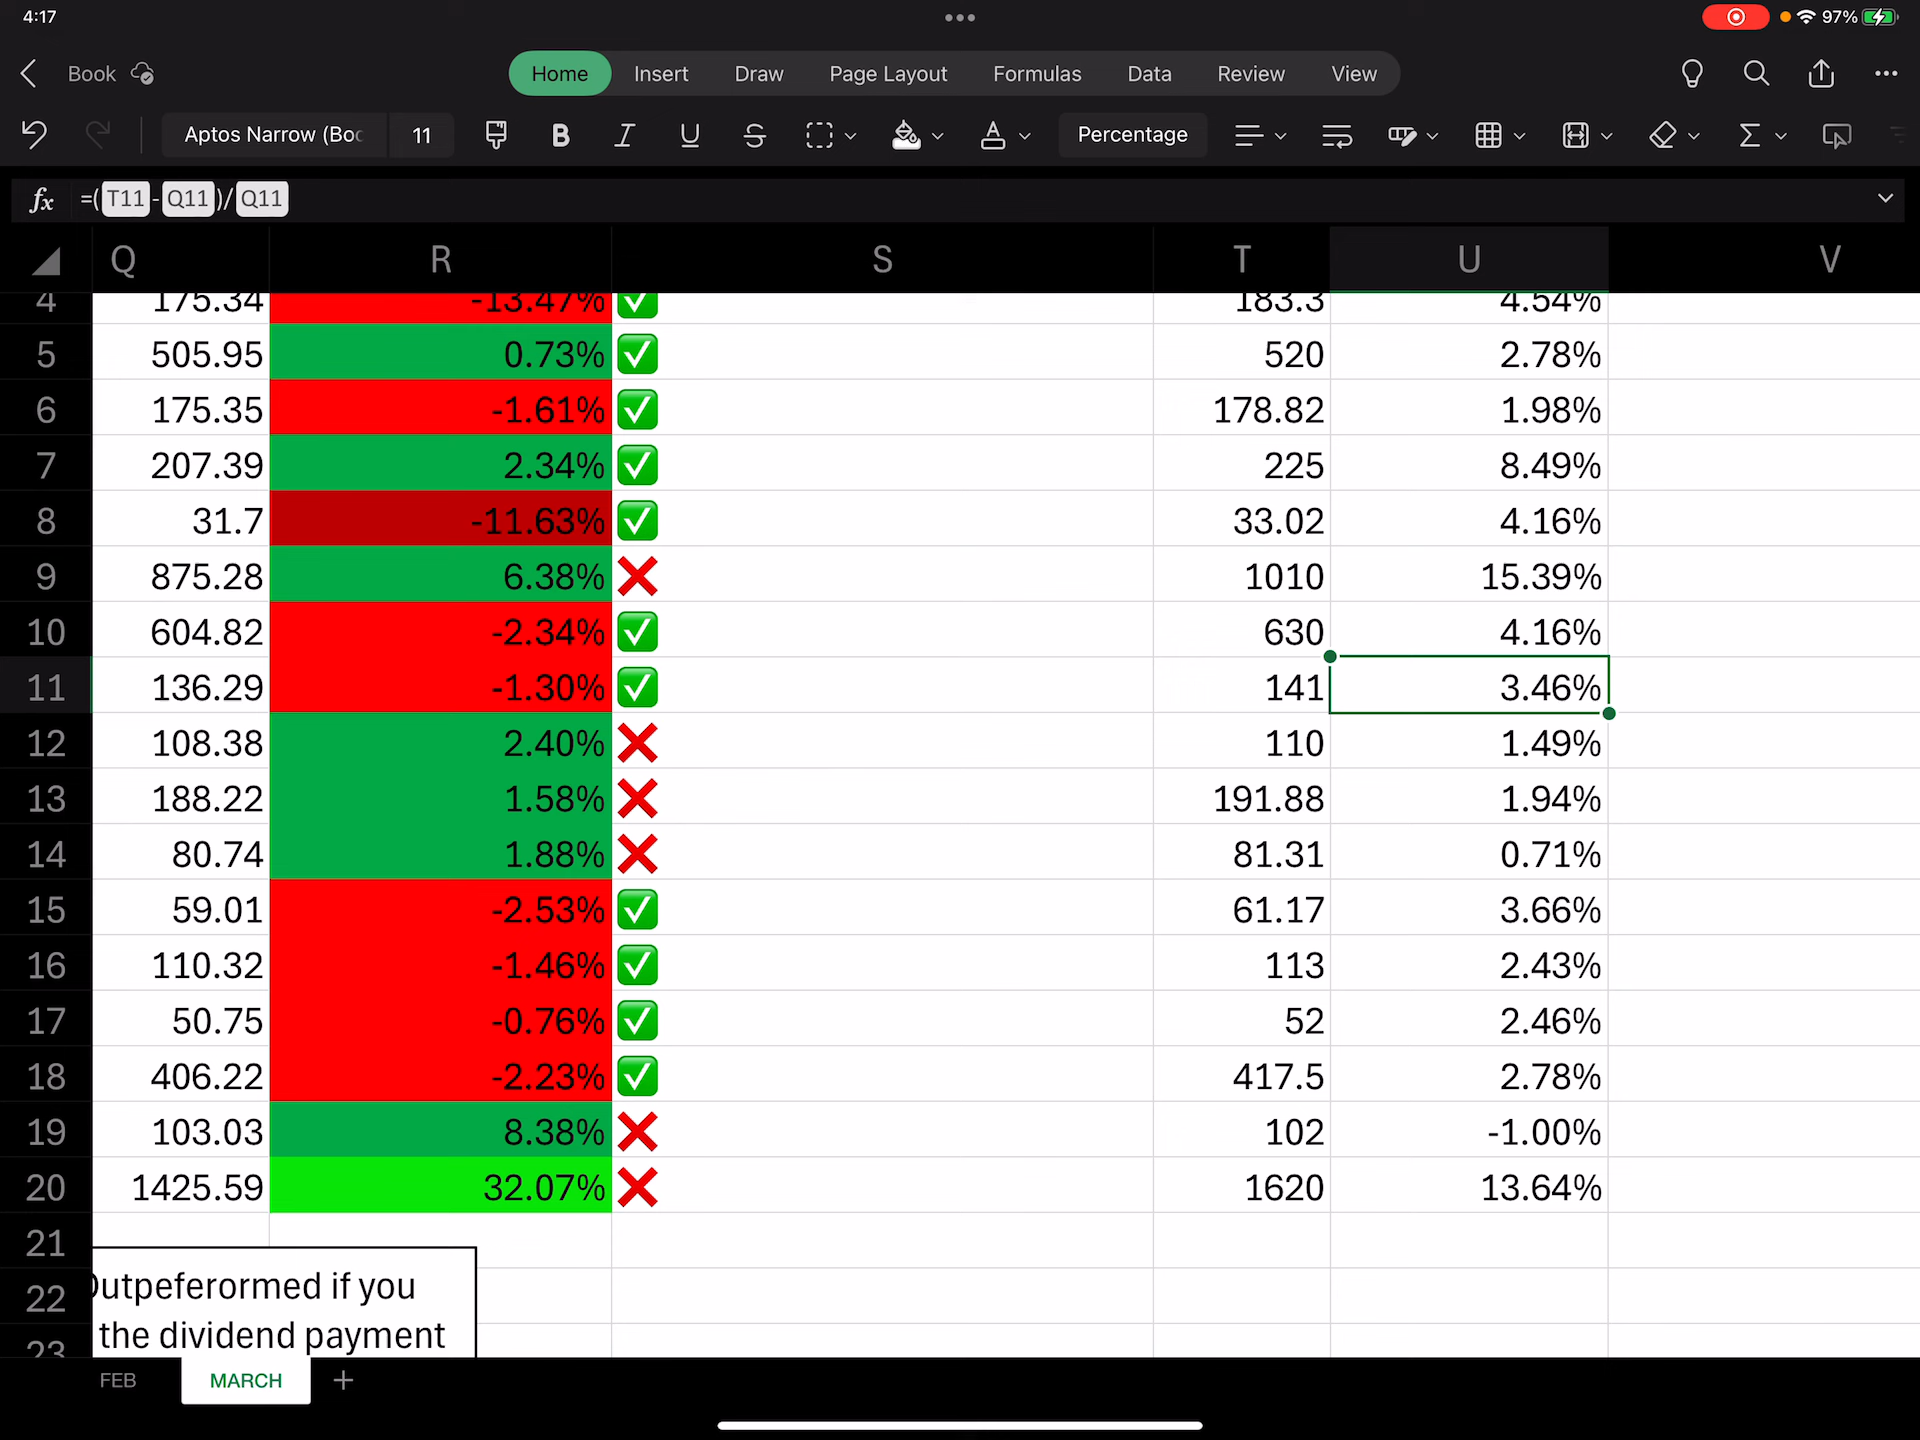 4:17
97%
Book
Home Insert Draw Page Layout Formulas Data Review View
Aptos Narrow (Boc 11 B I U S A Percentage Σ
fx =(T11-Q11)/Q11
Q R S T U V
4 175.34 -13.47% ✅ 183.3 4.54%
5 505.95 0.73% ✅ 520 2.78%
6 175.35 -1.61% ✅ 178.82 1.98%
7 207.39 2.34% ✅ 225 8.49%
8 31.7 -11.63% ✅ 33.02 4.16%
9 875.28 6.38% ❌ 1010 15.39%
10 604.82 -2.34% ✅ 630 4.16%
11 136.29 -1.30% ✅ 141 3.46%
12 108.38 2.40% ❌ 110 1.49%
13 188.22 1.58% ❌ 191.88 1.94%
14 80.74 1.88% ❌ 81.31 0.71%
15 59.01 -2.53% ✅ 61.17 3.66%
16 110.32 -1.46% ✅ 113 2.43%
17 50.75 -0.76% ✅ 52 2.46%
18 406.22 -2.23% ✅ 417.5 2.78%
19 103.03 8.38% ❌ 102 -1.00%
20 1425.59 32.07% ❌ 1620 13.64%
21
22 Outpeferormed if you
23 the dividend payment
FEB MARCH +